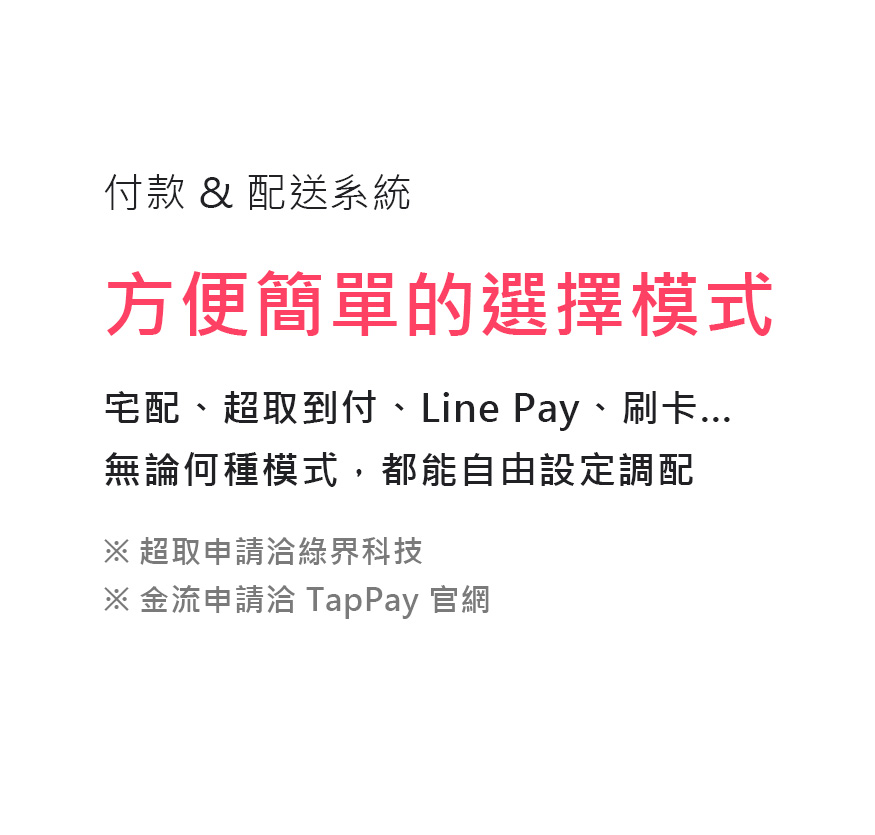 付款 & 配送系統
方便簡單的選擇模式
宅配、超取到付、Line Pay、刷卡...
無論何種模式，都能自由設定調配
※ 超取申請洽綠界科技
※ 金流申請洽 TapPay 官網